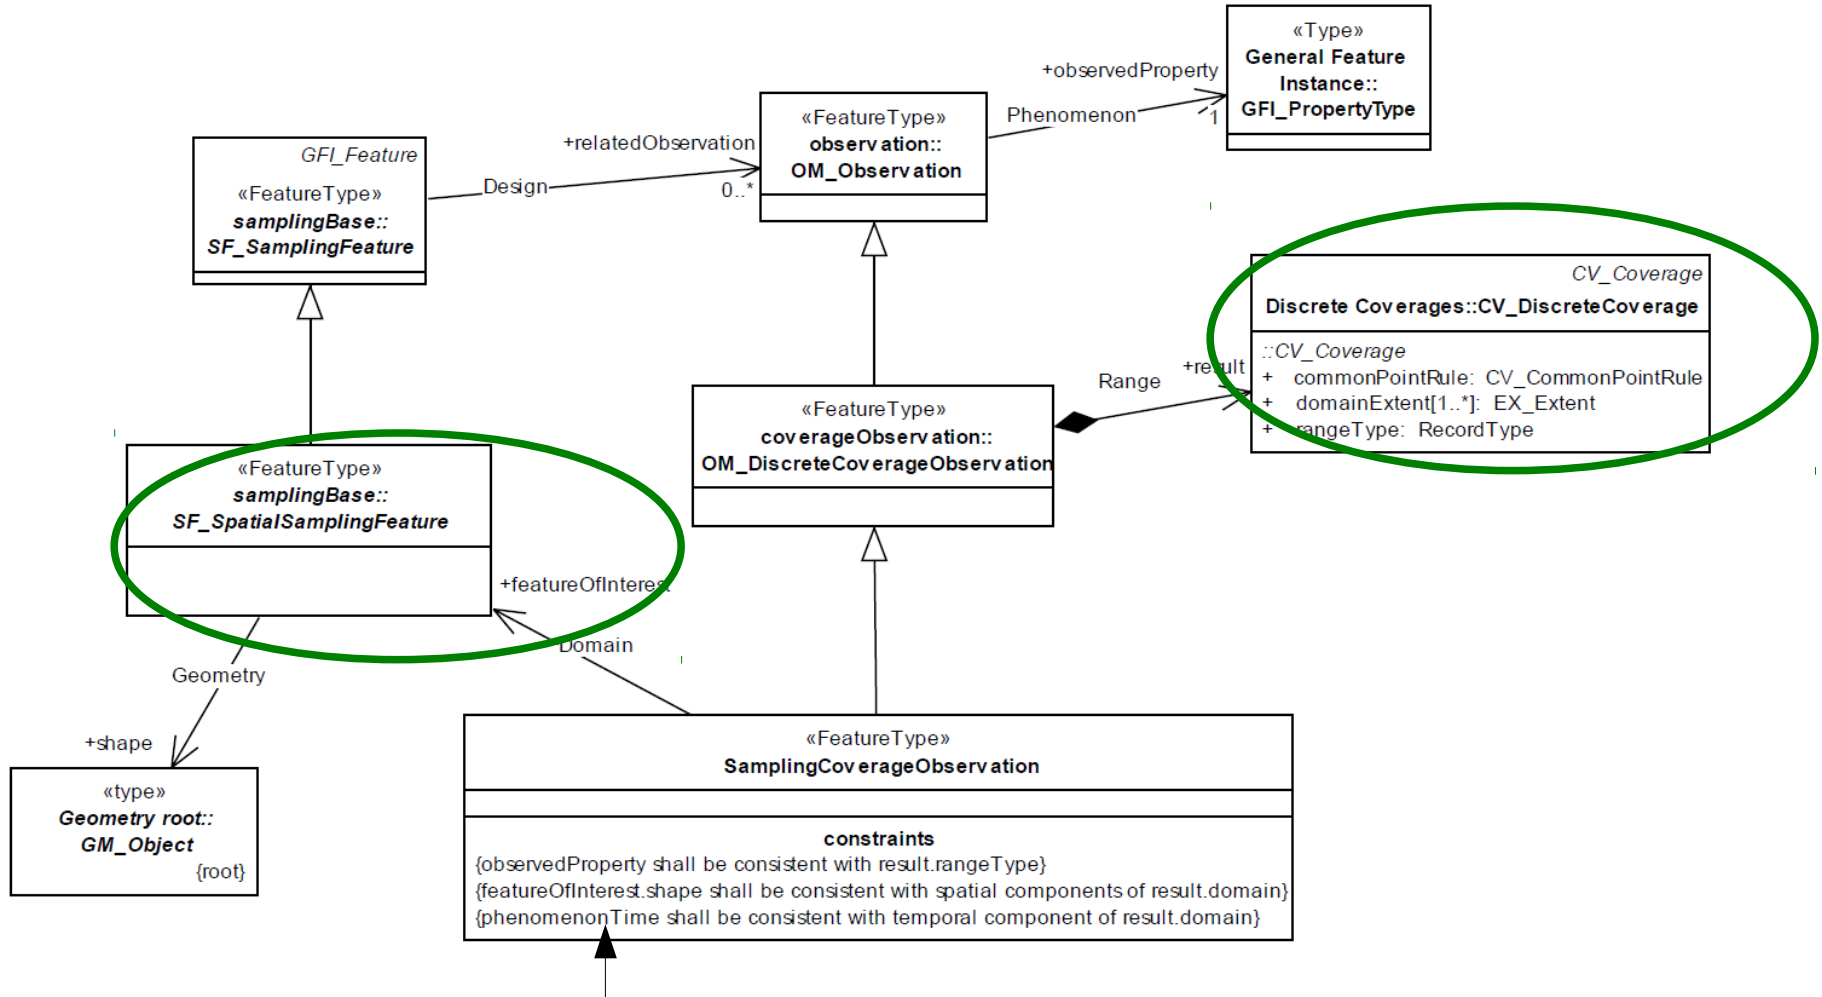 «Type»
General Feature
Instance::
GFI_PropertyType
+observedProperty
Phenomenon
1
«FeatureType»
observation::
OM_Observation
+relatedObservation
Design
0..*
GFI_Feature
«FeatureType»
samplingBase::
SF_SamplingFeature
CV_Coverage
Discrete Coverages::CV_DiscreteCoverage
::CV_Coverage
+ commonPointRule: CV_CommonPointRule
+ domainExtent[1..*]: EX_Extent
+ rangeType: RecordType
+result
Range
«FeatureType»
coverageObservation::
OM_DiscreteCoverageObservation
«FeatureType»
samplingBase::
SF_SpatialSamplingFeature
+featureOfInterest
Domain
Geometry
+shape
«type»
Geometry root::
GM_Object
{root}
«FeatureType»
SamplingCoverageObservation
constraints
{observedProperty shall be consistent with result.rangeType}
{featureOfInterest.shape shall be consistent with spatial components of result.domain}
{phenomenonTime shall be consistent with temporal component of result.domain}